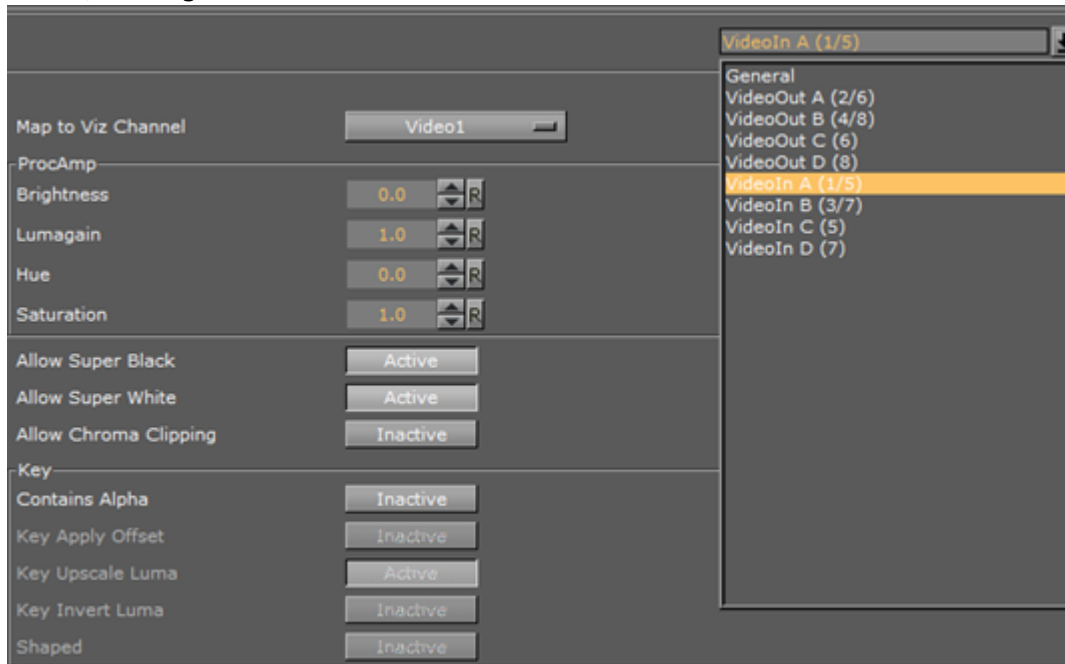 VideoIn A (1/5)
General
VideoOut A (2/6)
VideoOut B (4/8)
VideoOut C (6)
VideoOut D (8)
VideoIn A (1/5)
VideoIn B (3/7)
VideoIn C (5)
VideoIn D (7)
Map to Viz Channel Video1
ProcAmp
Brightness 0.0 R
Lumagain 1.0 R
Hue 0.0 R
Saturation 1.0 R
Allow Super Black Active
Allow Super White Active
Allow Chroma Clipping Inactive
Key
Contains Alpha Inactive
Key Apply Offset Inactive
Key Upscale Luma Active
Key Invert Luma Inactive
Shaped Inactive